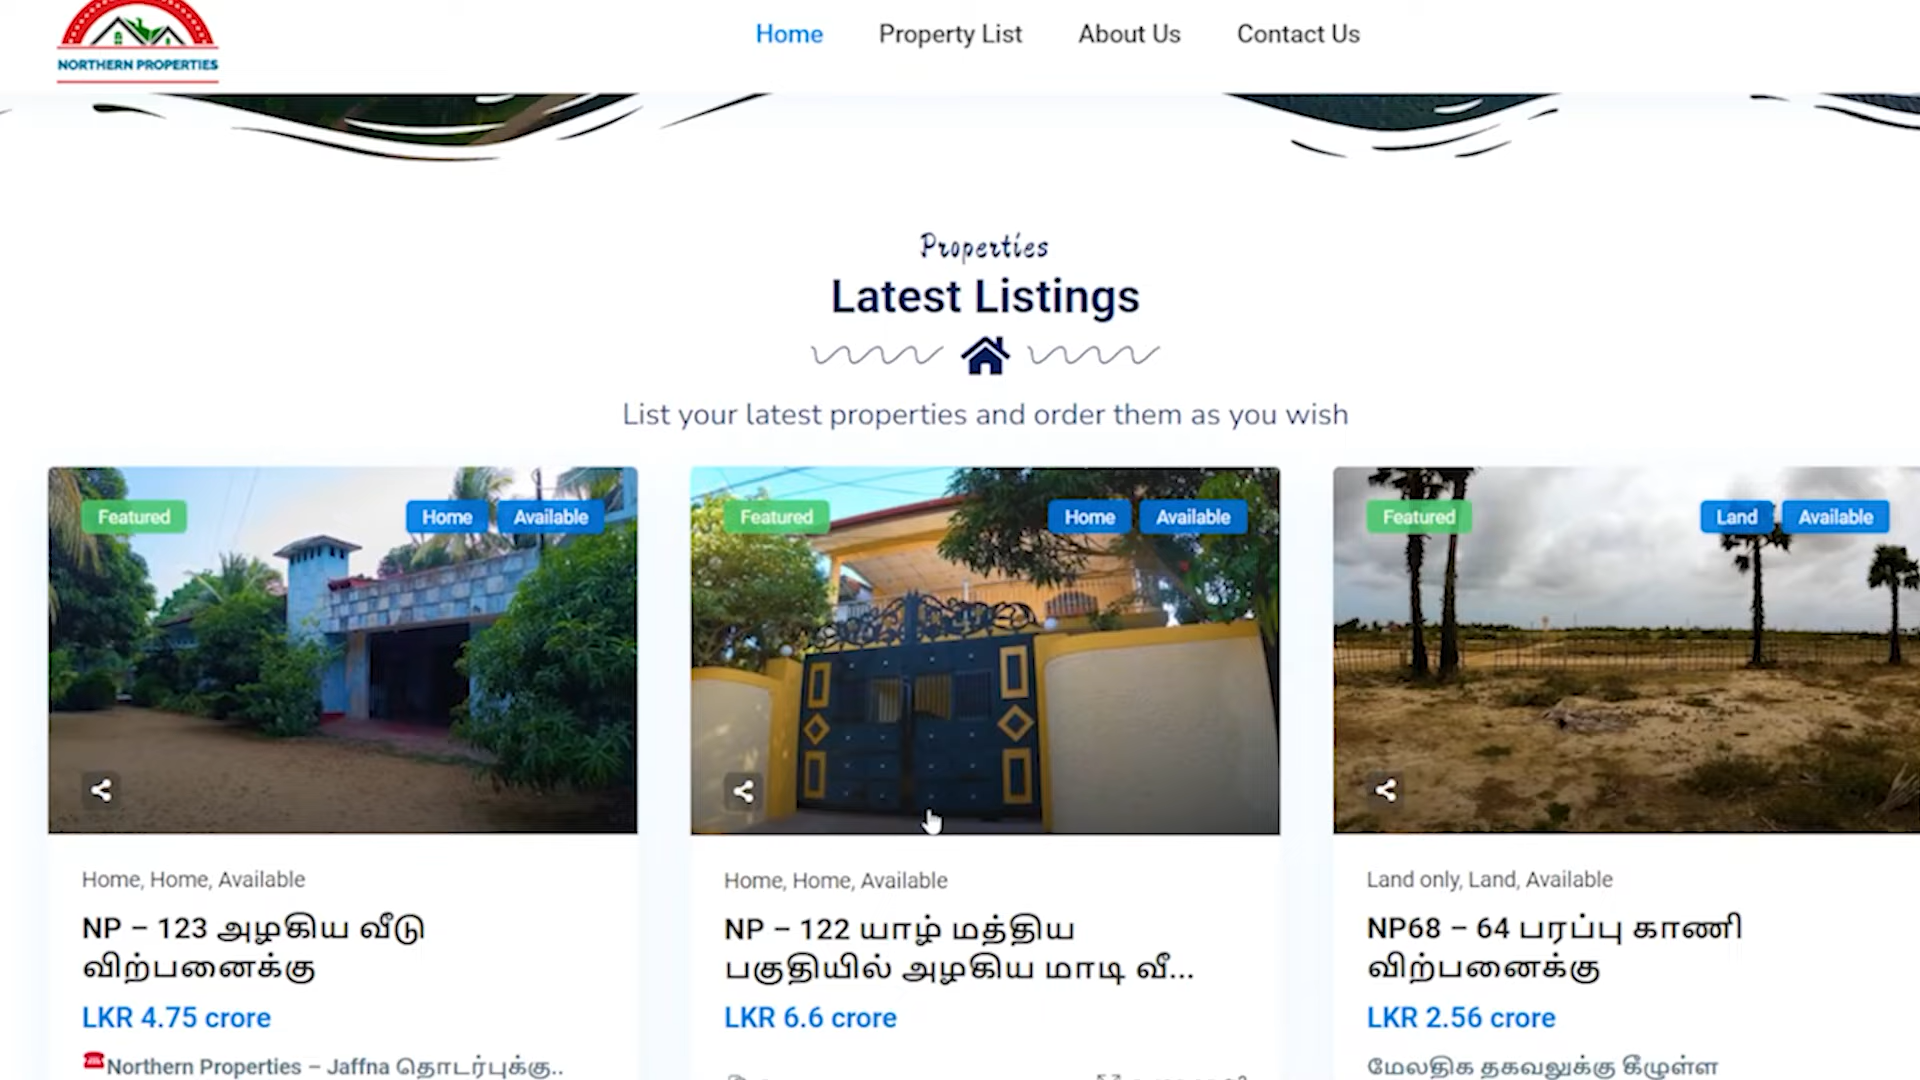 NORTHERN PROPERTIES
Home
Property List
About Us
Contact Us
Properties
Latest Listings
List your latest properties and order them as you wish
Featured
Home
Available
Featured
Home
Available
Featured
Land
Available
Home, Home, Available
NP – 123 அழகிய வீடு
விற்பனைக்கு
LKR 4.75 crore
Northern Properties – Jaffna தொடர்புக்கு..
Home, Home, Available
NP – 122 யாழ் மத்திய
பகுதியில் அழகிய மாடி வீ...
LKR 6.6 crore
Land only, Land, Available
NP68 – 64 பரப்பு காணி
விற்பனைக்கு
LKR 2.56 crore
மேலதிக தகவலுக்கு கீழுள்ள